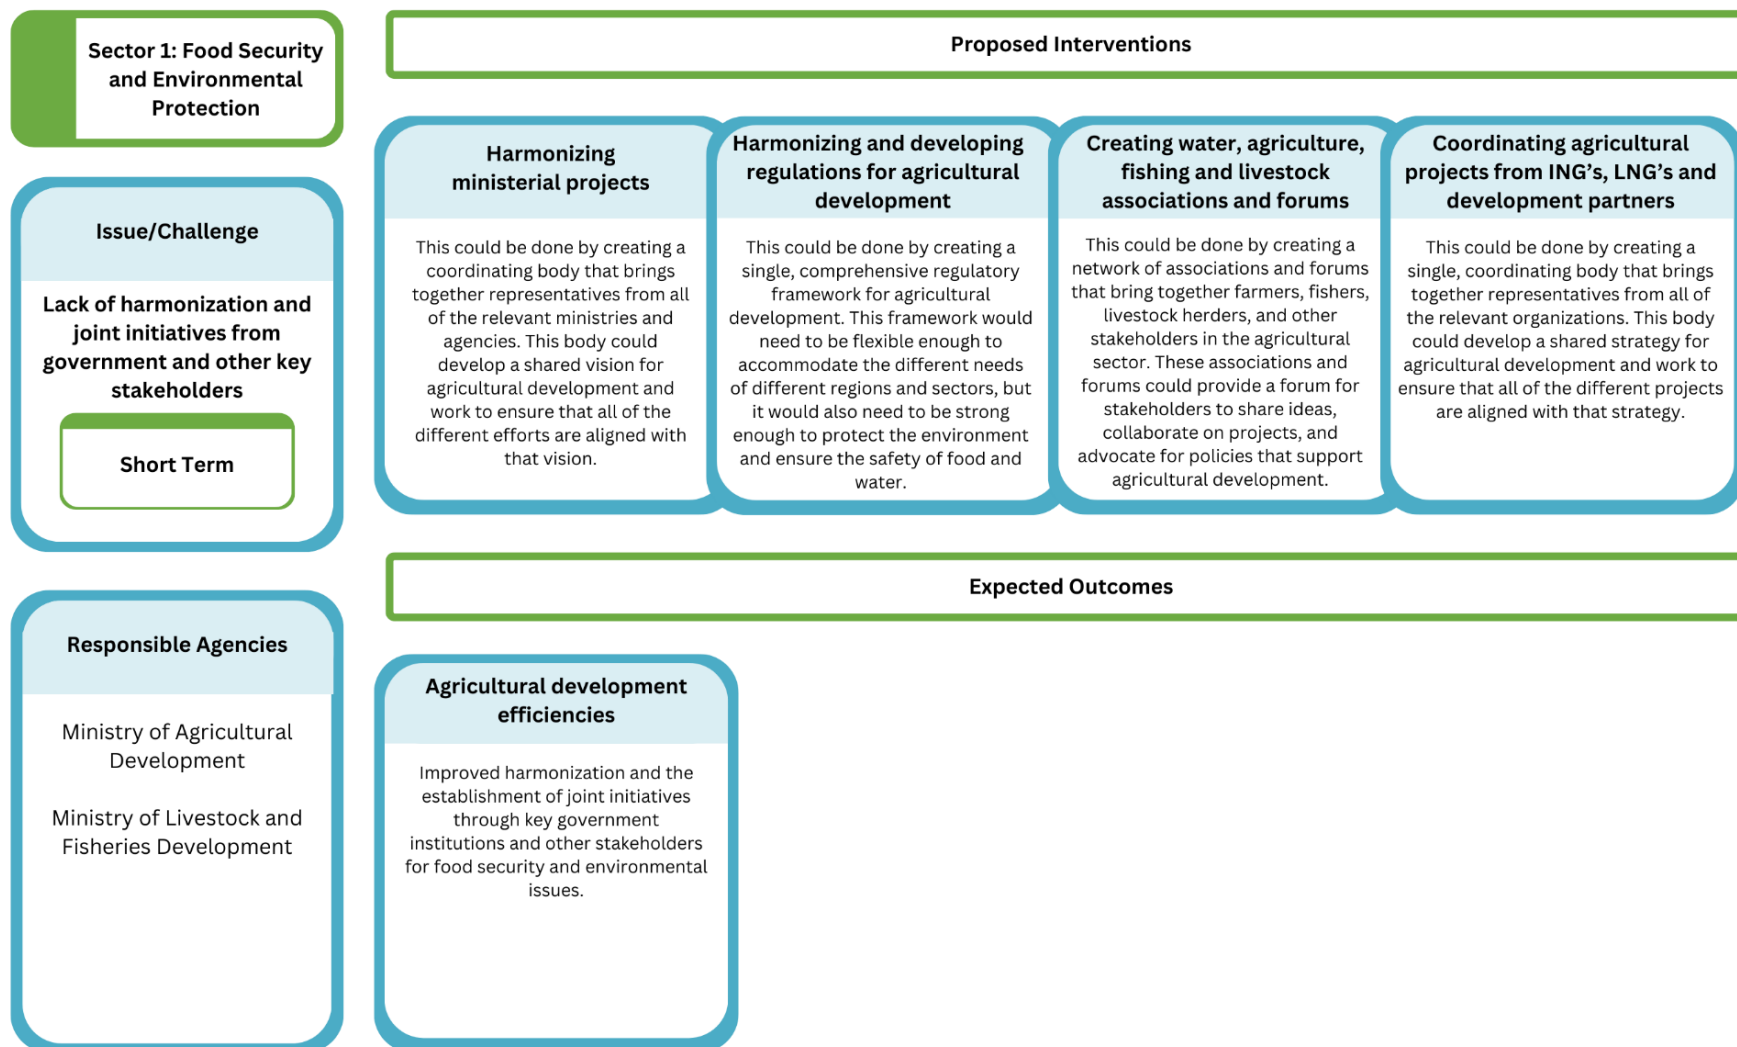 Sector 1: Food Security
and Environmental
Protection
Issue/Challenge
Lack of harmonization and
joint initiatives from
government and other key
stakeholders
Short Term
Responsible Agencies
Ministry of Agricultural
Development
Ministry of Livestock and
Fisheries Development
Proposed Interventions
Harmonizing
ministerial projects
This could be done by creating a
coordinating body that brings
together representatives from all
of the relevant ministries and
agencies. This body could
develop a shared vision for
agricultural development and
work to ensure that all of the
different efforts are aligned with
that vision.
Harmonizing and developing
regulations for agricultural
development
This could be done by creating a
single, comprehensive regulatory
framework for agricultural
development. This framework would
need to be flexible enough to
accommodate the different needs
of different regions and sectors, but
it would also need to be strong
enough to protect the environment
and ensure the safety of food and
water.
Creating water, agriculture,
fishing and livestock
associations and forums
This could be done by creating a
network of associations and forums
that bring together farmers, fishers,
livestock herders, and other
stakeholders in the agricultural
sector. These associations and
forums could provide a forum for
stakeholders to share ideas,
collaborate on projects, and
advocate for policies that support
agricultural development.
Coordinating agricultural
projects from ING's, LNG's and
development partners
This could be done by creating a
single, coordinating body that brings
together representatives from all of
the relevant organizations. This body
could develop a shared strategy for
agricultural development and work to
ensure that all of the different projects
are aligned with that strategy.
Expected Outcomes
Agricultural development
efficiencies
Improved harmonization and the
establishment of joint initiatives
through key government
institutions and other stakeholders
for food security and environmental
issues.